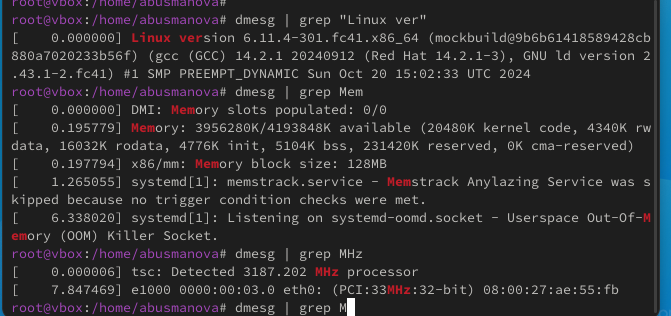 root@vbox:/home/abusmanova# dmesg
root@vbox:/home/abusmanova# dmesg | grep "Linux ver"
[    0.000000] Linux version 6.11.4-301.fc41.x86_64 (mockbuild@9b6b61418589428cb
880a7020233b56f) (gcc (GCC) 14.2.1 20240912 (Red Hat 14.2.1-3), GNU ld version 2
.43.1-2.fc41) #1 SMP PREEMPT_DYNAMIC Sun Oct 20 15:02:33 UTC 2024
root@vbox:/home/abusmanova# dmesg | grep Mem
[    0.000000] DMI: Memory slots populated: 0/0
[    0.195779] Memory: 3956280K/4193848K available (20480K kernel code, 4340K rw
data, 16032K rodata, 4776K init, 5104K bss, 231420K reserved, 0K cma-reserved)
[    0.197794] x86/mm: Memory block size: 128MB
[    1.265055] systemd[1]: memstrack.service - Memstrack Anylazing Service was s
kipped because no trigger condition checks were met.
[    6.338020] systemd[1]: Listening on systemd-oomd.socket - Userspace Out-Of-M
emory (OOM) Killer Socket.
root@vbox:/home/abusmanova# dmesg | grep MHz
[    0.000006] tsc: Detected 3187.202 MHz processor
[    7.847469] e1000 0000:00:03.0 eth0: (PCI:33MHz:32-bit) 08:00:27:ae:55:fb
root@vbox:/home/abusmanova# dmesg | grep M